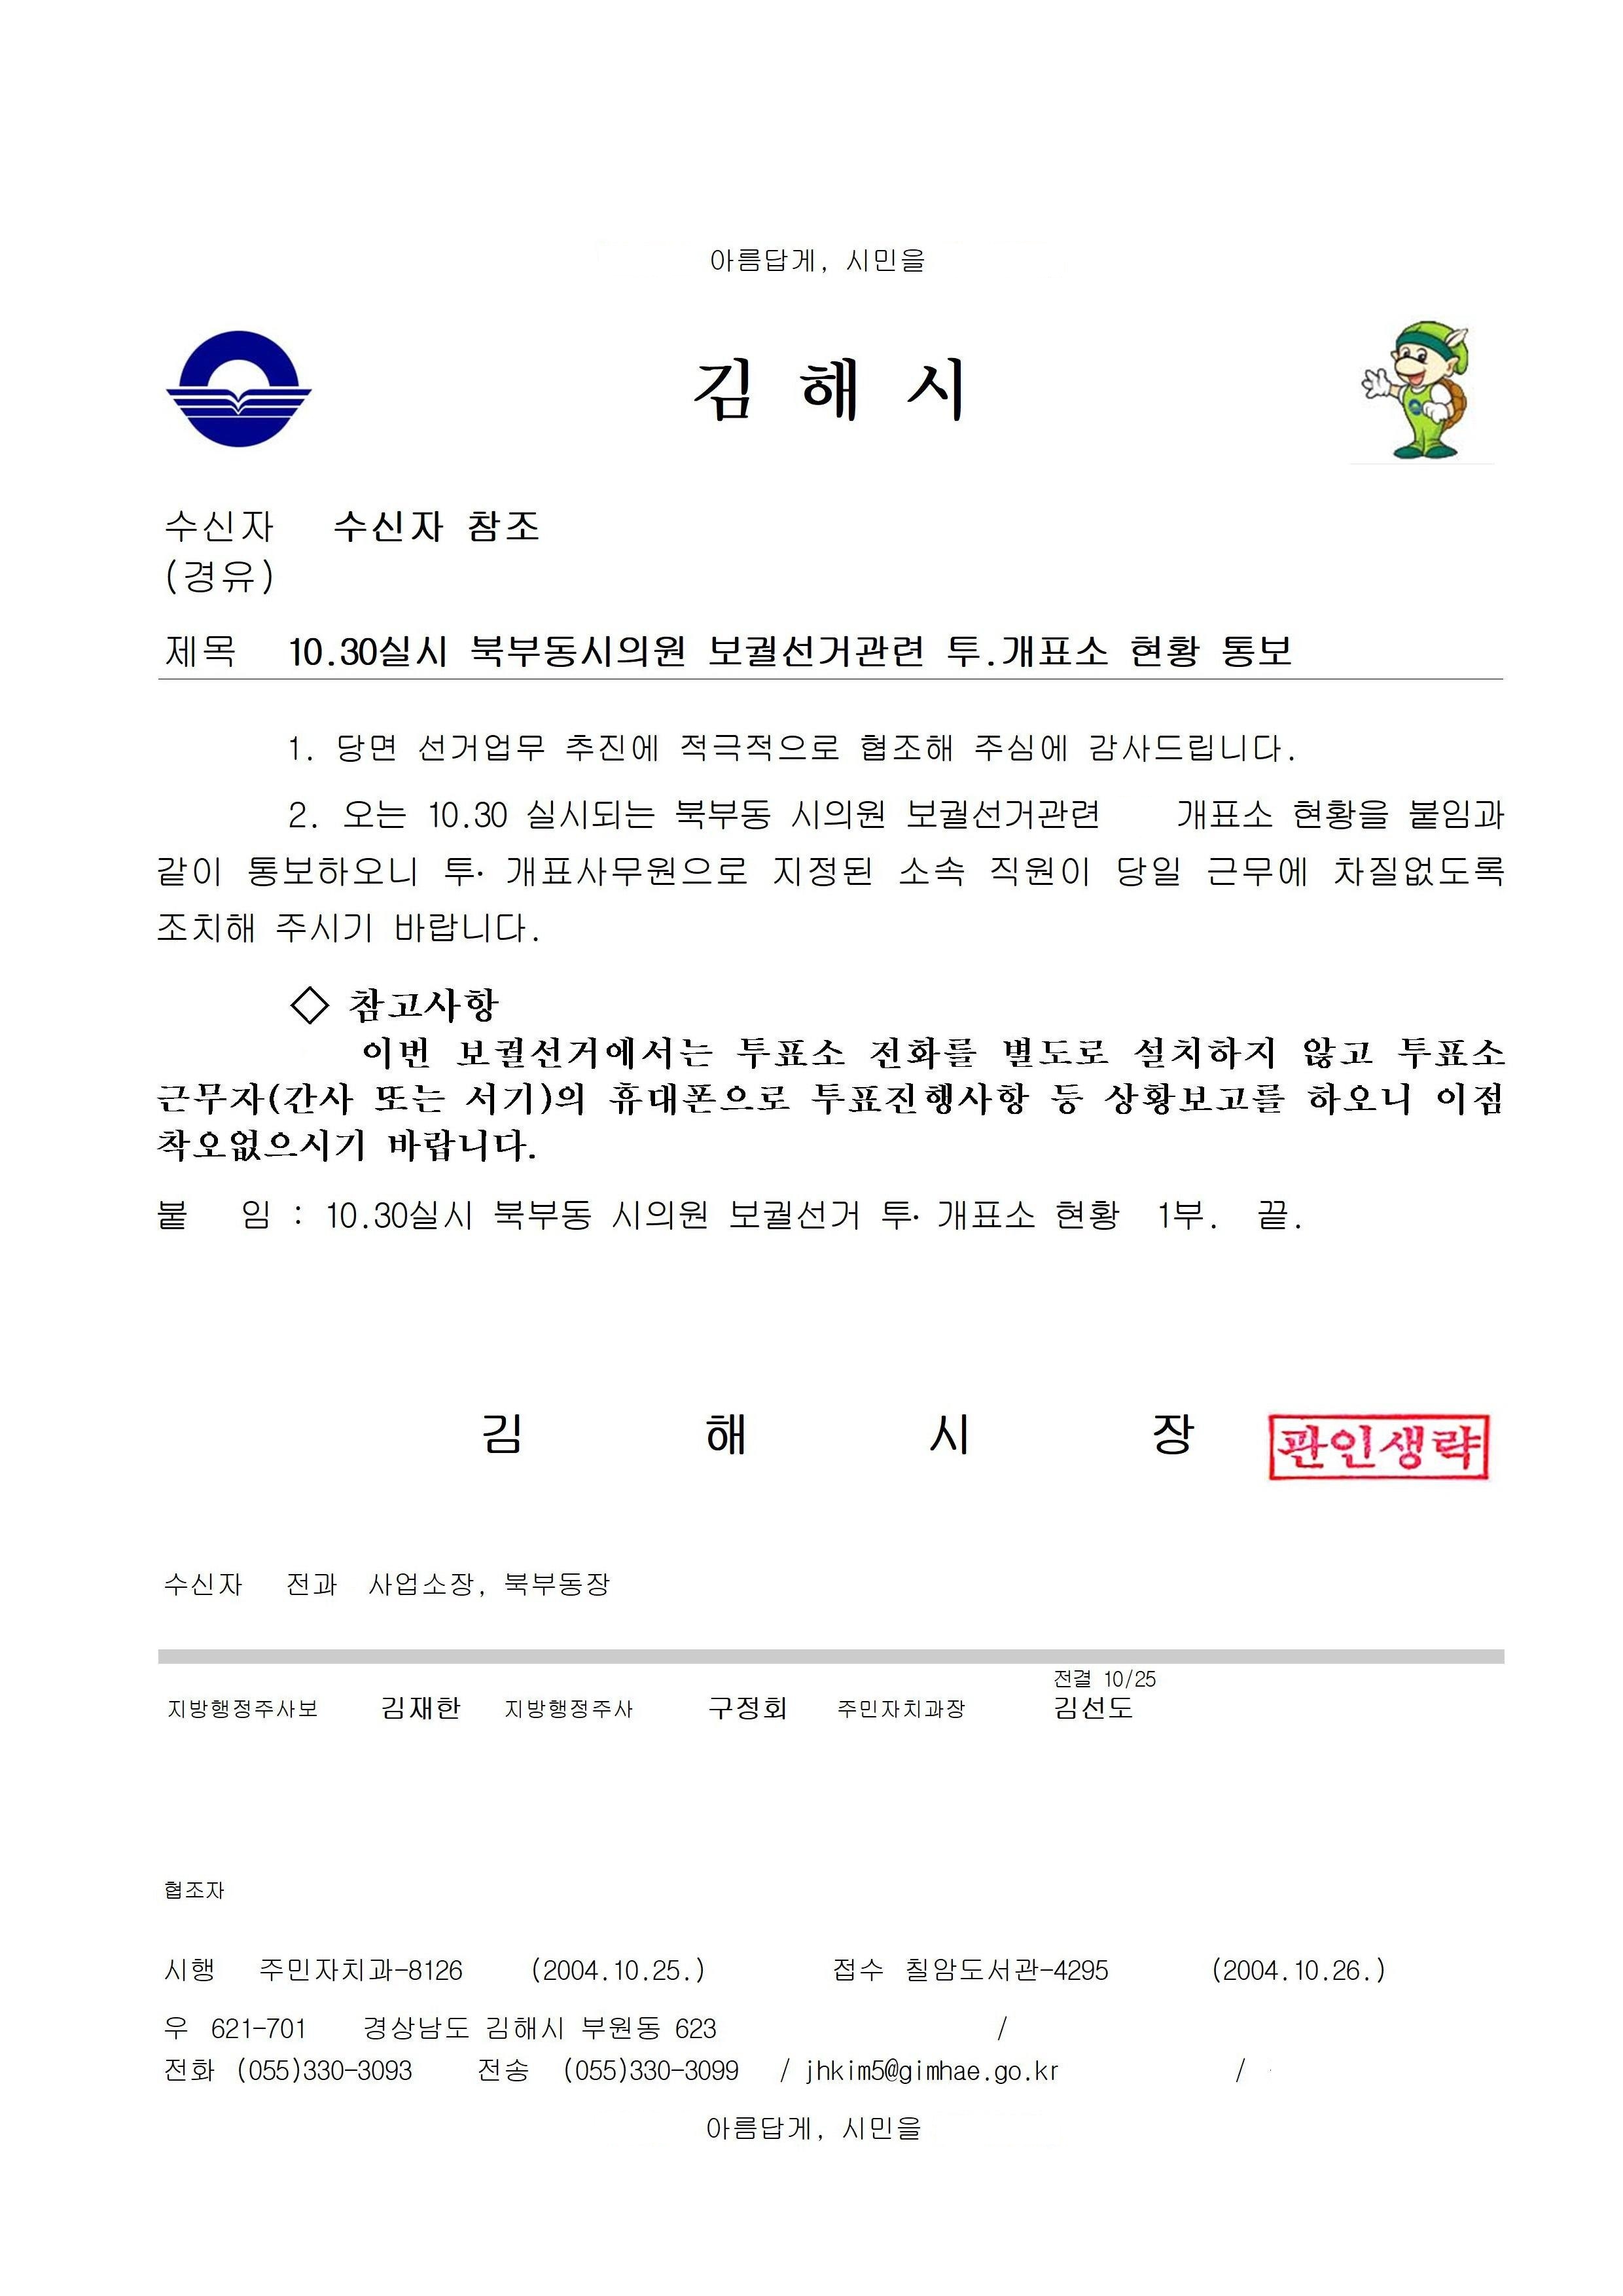 아름답게, 시민을
김 해 시
수신자 수신자 참조
(경유)
제목 10.30실시 북부동시의원 보궐선거관련 투.개표소 현황 통보
1. 당면 선거업무 추진에 적극적으로 협조해 주심에 감사드립니다.
2. 오는 10.30 실시되는 북부동 시의원 보궐선거관련 개표소 현황을 붙임과
같이 통보하오니 투· 개표사무원으로 지정된 소속 직원이 당일 근무에 차질없도록
조치해 주시기 바랍니다.
◇ 참고사항
이번 보궐선거에서는 투표소 전화를 별도로 설치하지 않고 투표소
근무자(간사 또는 서기)의 휴대폰으로 투표진행사항 등 상황보고를 하오니 이점
착오없으시기 바랍니다.
붙 임 : 10.30실시 북부동 시의원 보궐선거 투· 개표소 현황 1부. 끝.
김 해 시 장 관인생략
수신자 전과 사업소장, 북부동장
전결 10/25
지방행정주사보 김재한 지방행정주사 구정회 주민자치과장 김선도
협조자
시행 주민자치과-8126 (2004.10.25.) 접수 칠암도서관-4295 (2004.10.26.)
우 621-701 경상남도 김해시 부원동 623 /
전화 (055)330-3093 전송 (055)330-3099 / jhkim5@gimhae.go.kr /
아름답게, 시민을